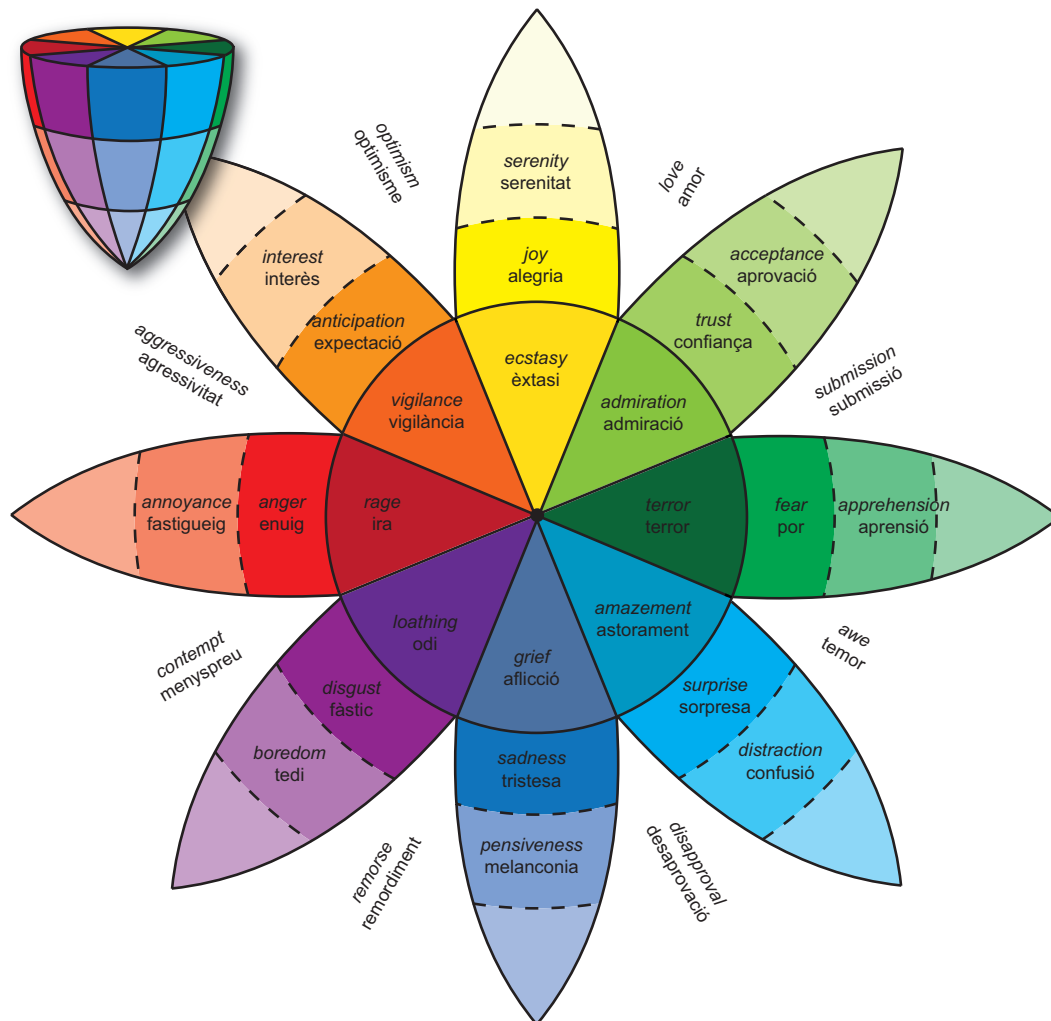 optimism
optimisme
serenity
serenitat
love
amor
interest
interès
joy
alegria
acceptance
aprovació
anticipation
expectació
trust
confiança
aggressiveness
agressivitat
ecstasy
èxtasi
submission
submissió
vigilance
vigilància
admiration
admiració
annoyance
fastigueig
anger
enuig
rage
ira
terror
terror
fear
por
apprehension
aprensió
loathing
odi
amazement
astorament
contempt
menyspreu
grief
aflicció
awe
temor
disgust
fàstic
surprise
sorpresa
boredom
tedi
sadness
tristesa
distraction
confusió
remorse
remordiment
pensiveness
melanconia
disapproval
desaprovació